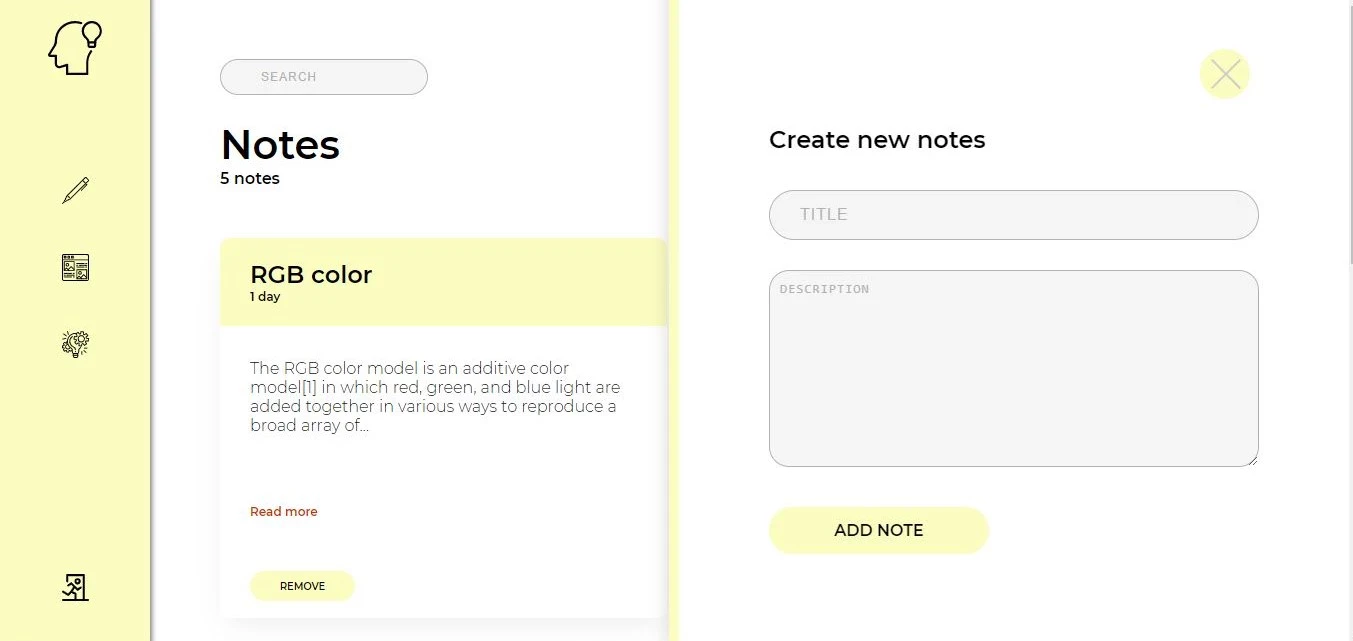 SEARCH
Notes
5 notes
RGB color
1 day
The RGB color model is an additive color
model[1] in which red, green, and blue light are
added together in various ways to reproduce a
broad array of...
Read more
REMOVE
Create new notes
TITLE
DESCRIPTION
ADD NOTE